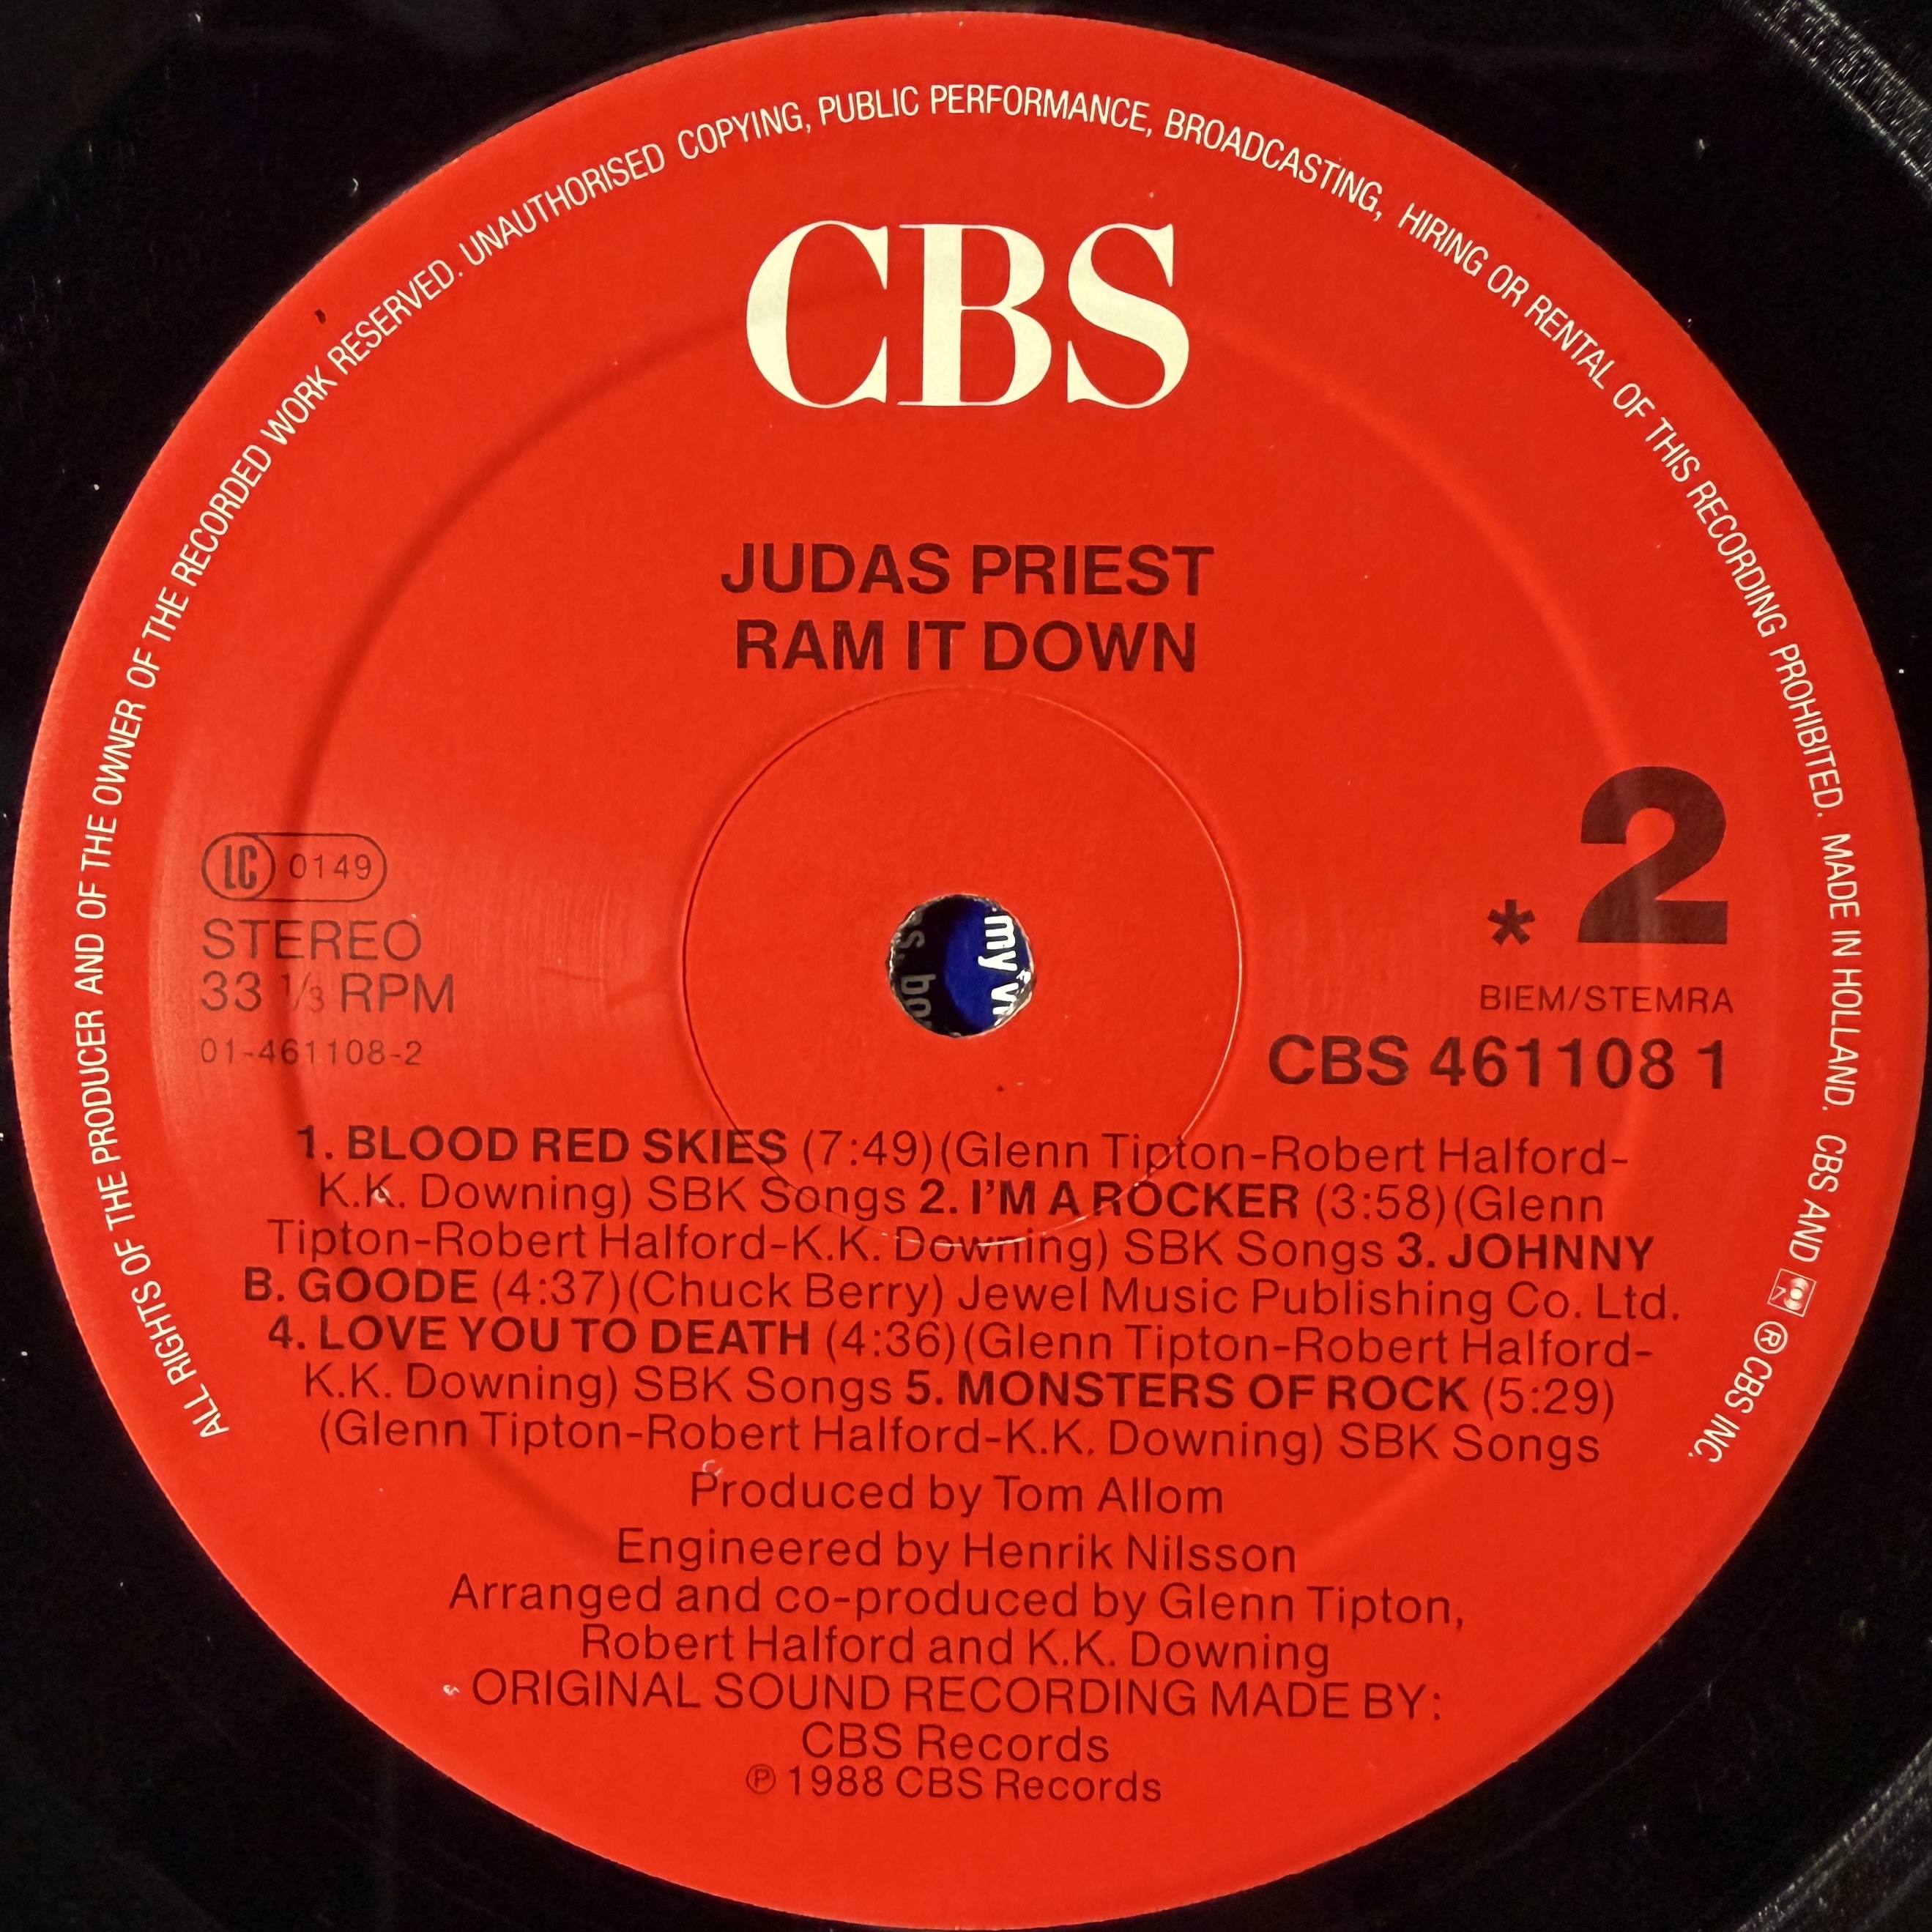 ALL RIGHTS OF THE PRODUCER AND OF THE OWNER OF THE RECORDED WORK RESERVED. UNAUTHORISED COPYING, PUBLIC PERFORMANCE, BROADCASTING, HIRING OR RENTAL OF THIS RECORDING PROHIBITED. MADE IN HOLLAND. CBS AND ® CBS INC.
CBS
JUDAS PRIEST
RAM IT DOWN
LC 0149
STEREO
33 1/3 RPM
01-461108-2
* 2
BIEM/STEMRA
CBS 461108 1
my
1. BLOOD RED SKIES (7:49)(Glenn Tipton-Robert Halford-
K.K. Downing) SBK Songs 2. I'M A ROCKER (3:58)(Glenn
Tipton-Robert Halford-K.K. Downing) SBK Songs 3. JOHNNY
B. GOODE (4:37)(Chuck Berry) Jewel Music Publishing Co. Ltd.
4. LOVE YOU TO DEATH (4:36)(Glenn Tipton-Robert Halford-
K.K. Downing) SBK Songs 5. MONSTERS OF ROCK (5:29)
(Glenn Tipton-Robert Halford-K.K. Downing) SBK Songs
Produced by Tom Allom
Engineered by Henrik Nilsson
Arranged and co-produced by Glenn Tipton,
Robert Halford and K.K. Downing
ORIGINAL SOUND RECORDING MADE BY:
CBS Records
℗ 1988 CBS Records